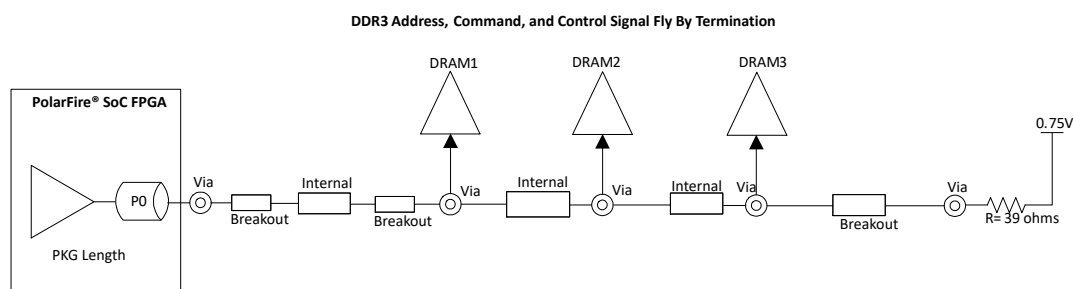 DDR3 Address, Command, and Control Signal Fly By Termination
DRAM1
DRAM2
DRAM3
PolarFire® SoC FPGA
0.75V
P0
Via
Breakout
Internal
Breakout
Via
Internal
Via
Internal
Via
Breakout
Via
R= 39 ohms
PKG Length